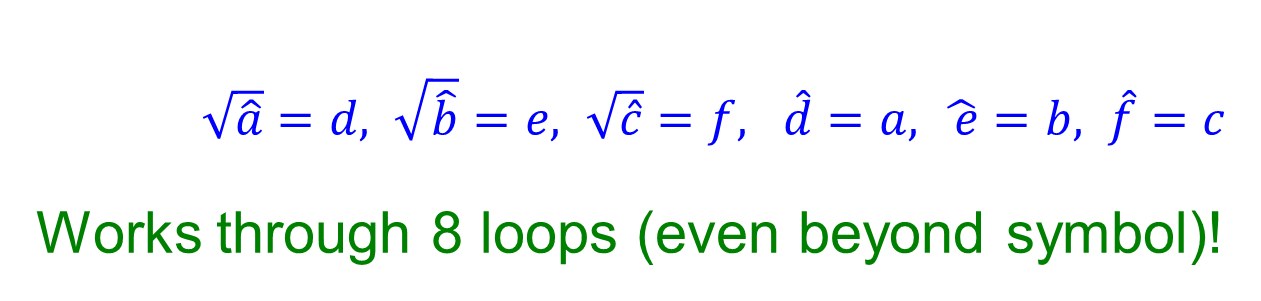 √â = d, √b̂ = e, √ĉ = f, d̂ = a, ê = b, f̂ = c
Works through 8 loops (even beyond symbol)!